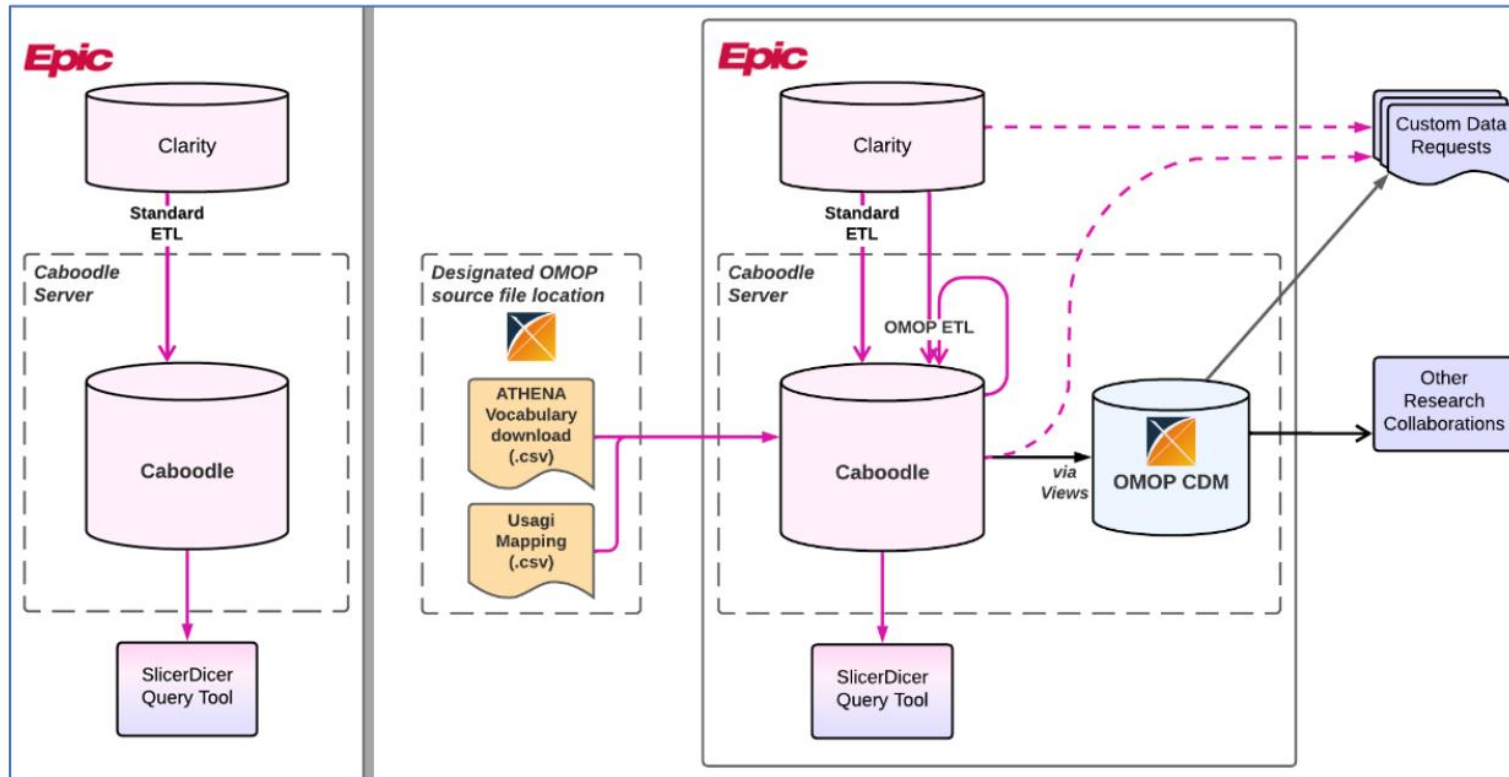 Epic
Clarity
Standard
ETL
Caboodle
Server
Caboodle
SlicerDicer
Query Tool
Designated OMOP
source file location
ATHENA
Vocabulary
download
(.csv)
Usagi
Mapping
(.csv)
Epic
Clarity
Standard
ETL
Caboodle
Server
OMOP ETL
Caboodle
via
Views
OMOP CDM
SlicerDicer
Query Tool
Custom Data
Requests
Other
Research
Collaborations